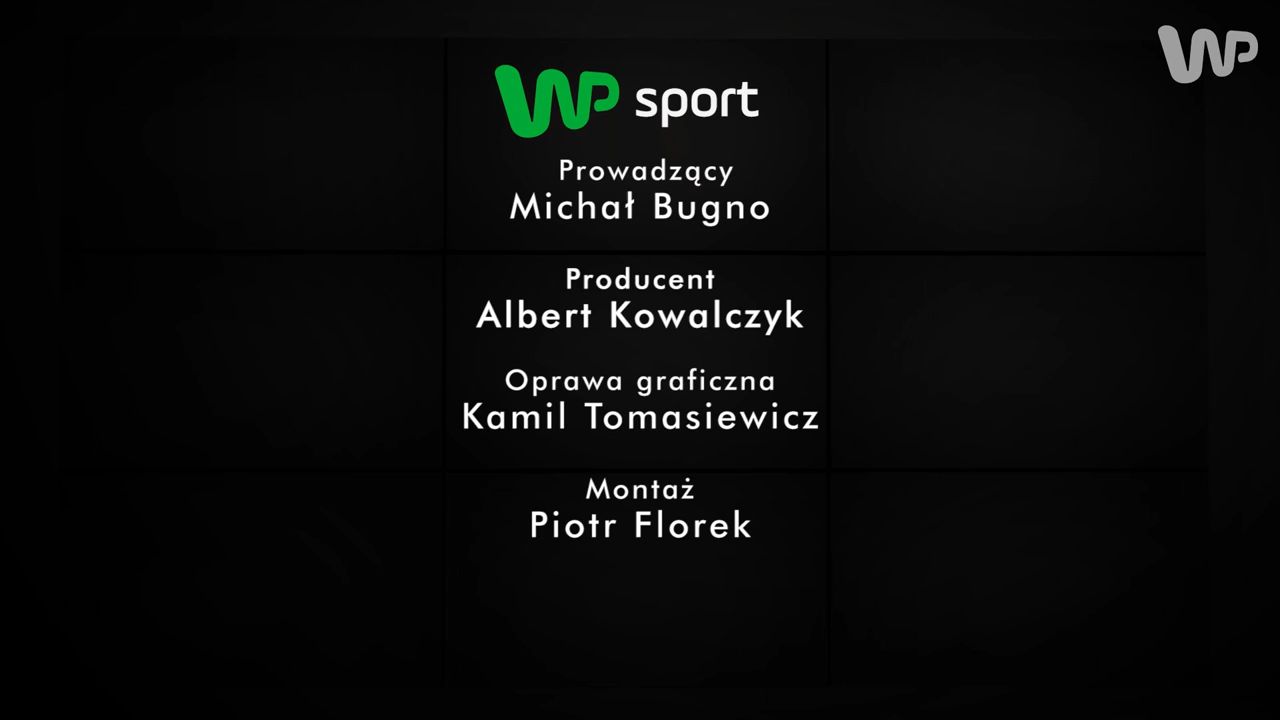 WP
WP sport
Prowadzący
Michał Bugno
Producent
Albert Kowalczyk
Oprawa graficzna
Kamil Tomasiewicz
Montaż
Piotr Florek